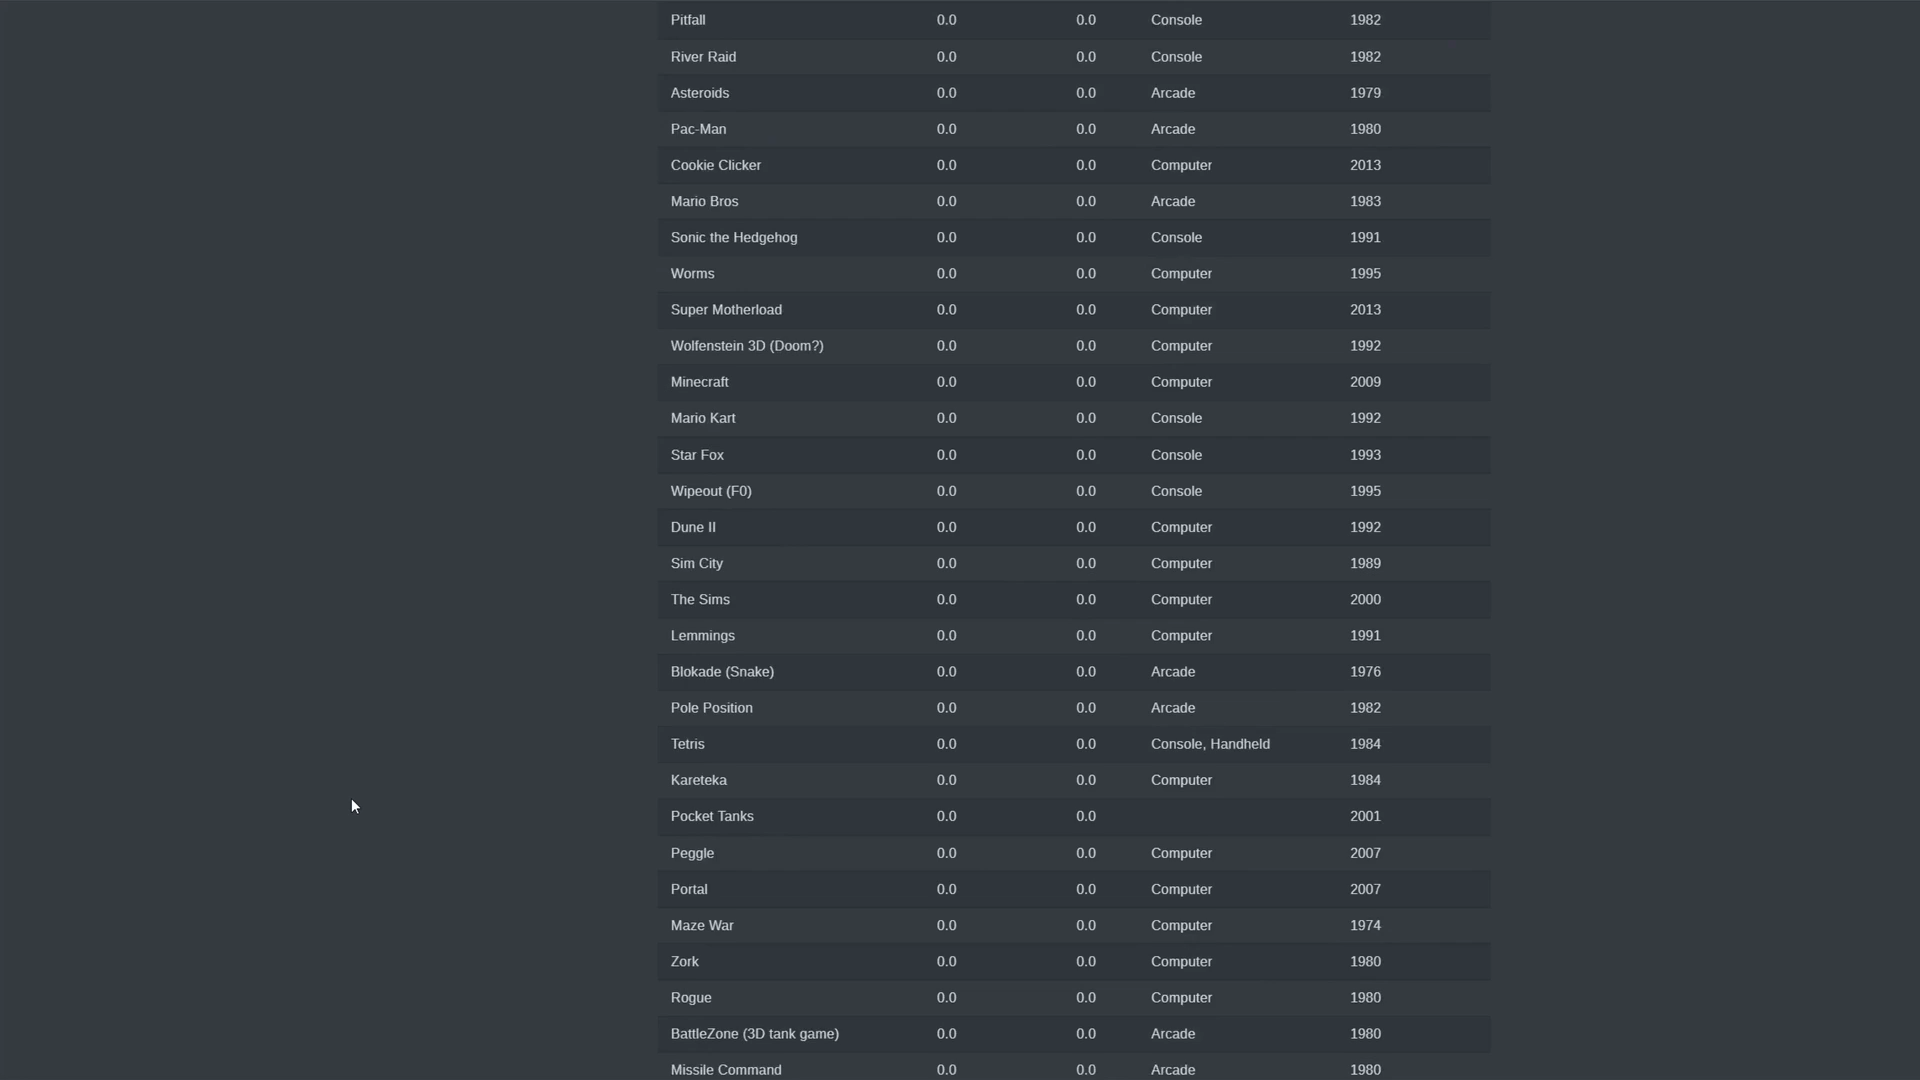 Pitfall 0.0 0.0 Console 1982
River Raid 0.0 0.0 Console 1982
Asteroids 0.0 0.0 Arcade 1979
Pac-Man 0.0 0.0 Arcade 1980
Cookie Clicker 0.0 0.0 Computer 2013
Mario Bros 0.0 0.0 Arcade 1983
Sonic the Hedgehog 0.0 0.0 Console 1991
Worms 0.0 0.0 Computer 1995
Super Motherload 0.0 0.0 Computer 2013
Wolfenstein 3D (Doom?) 0.0 0.0 Computer 1992
Minecraft 0.0 0.0 Computer 2009
Mario Kart 0.0 0.0 Console 1992
Star Fox 0.0 0.0 Console 1993
Wipeout (F0) 0.0 0.0 Console 1995
Dune II 0.0 0.0 Computer 1992
Sim City 0.0 0.0 Computer 1989
The Sims 0.0 0.0 Computer 2000
Lemmings 0.0 0.0 Computer 1991
Blokade (Snake) 0.0 0.0 Arcade 1976
Pole Position 0.0 0.0 Arcade 1982
Tetris 0.0 0.0 Console, Handheld 1984
Kareteka 0.0 0.0 Computer 1984
Pocket Tanks 0.0 0.0 2001
Peggle 0.0 0.0 Computer 2007
Portal 0.0 0.0 Computer 2007
Maze War 0.0 0.0 Computer 1974
Zork 0.0 0.0 Computer 1980
Rogue 0.0 0.0 Computer 1980
BattleZone (3D tank game) 0.0 0.0 Arcade 1980
Missile Command 0.0 0.0 Arcade 1980